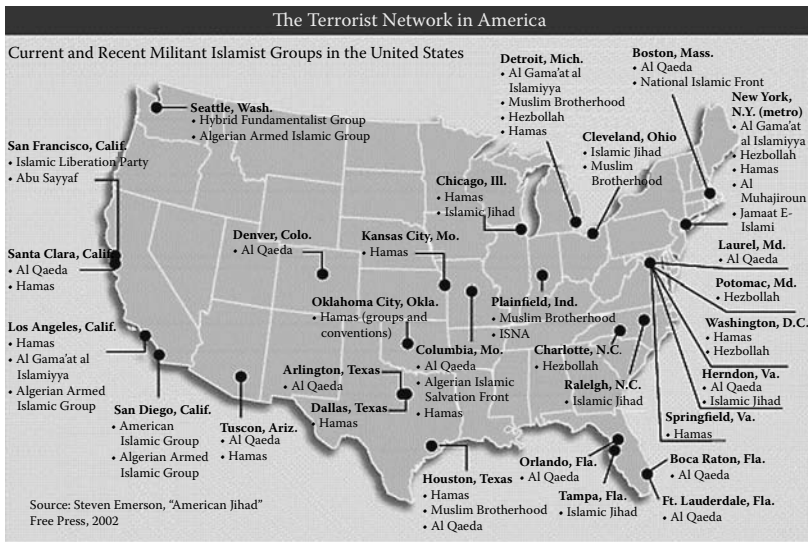 The Terrorist Network in America
Current and Recent Militant Islamist Groups in the United States
Seattle, Wash.
• Hybrid Fundamentalist Group
• Algerian Armed Islamic Group
San Francisco, Calif.
• Islamic Liberation Party
• Abu Sayyaf
Santa Clara, Calif.
• Al Qaeda
• Hamas
Los Angeles, Calif.
• Hamas
• Al Gama'at al
Islamiyya
• Algerian Armed
Islamic Group
San Diego, Calif.
• American
Islamic Group
• Algerian Armed
Islamic Group
Tuscon, Ariz.
• Al Qaeda
• Hamas
Denver, Colo.
• Al Qaeda
Kansas City, Mo.
• Hamas
Oklahoma City, Okla.
• Hamas (groups and
conventions)
Arlington, Texas
• Al Qaeda
Dallas, Texas
• Hamas
Columbia, Mo.
• Al Qaeda
• Algerian Islamic
Salvation Front
• Hamas
Houston, Texas
• Hamas
• Muslim Brotherhood
• Al Qaeda
Chicago, Ill.
• Hamas
• Islamic Jihad
Detroit, Mich.
• Al Gama'at al
Islamiyya
• Muslim Brotherhood
• Hezbollah
• Hamas
Cleveland, Ohio
• Islamic Jihad
• Muslim
Brotherhood
Boston, Mass.
• Al Qaeda
• National Islamic Front
New York,
N.Y. (metro)
• Al Gama'at
al Islamiyya
• Hezbollah
• Hamas
• Al
Muhajiroun
• Jamaat E-
Islami
Laurel, Md.
• Al Qaeda
Potomac, Md.
• Hezbollah
Washington, D.C.
• Hamas
• Hezbollah
Herndon, Va.
• Al Qaeda
• Islamic Jihad
Springfield, Va.
• Hamas
Plainfield, Ind.
• Muslim Brotherhood
• ISNA
Charlotte, N.C.
• Hezbollah
Ralelgh, N.C.
• Islamic Jihad
Orlando, Fla.
• Al Qaeda
Tampa, Fla.
• Islamic Jihad
Boca Raton, Fla.
• Al Qaeda
Ft. Lauderdale, Fla.
• Al Qaeda
Source: Steven Emerson, "American Jihad"
Free Press, 2002